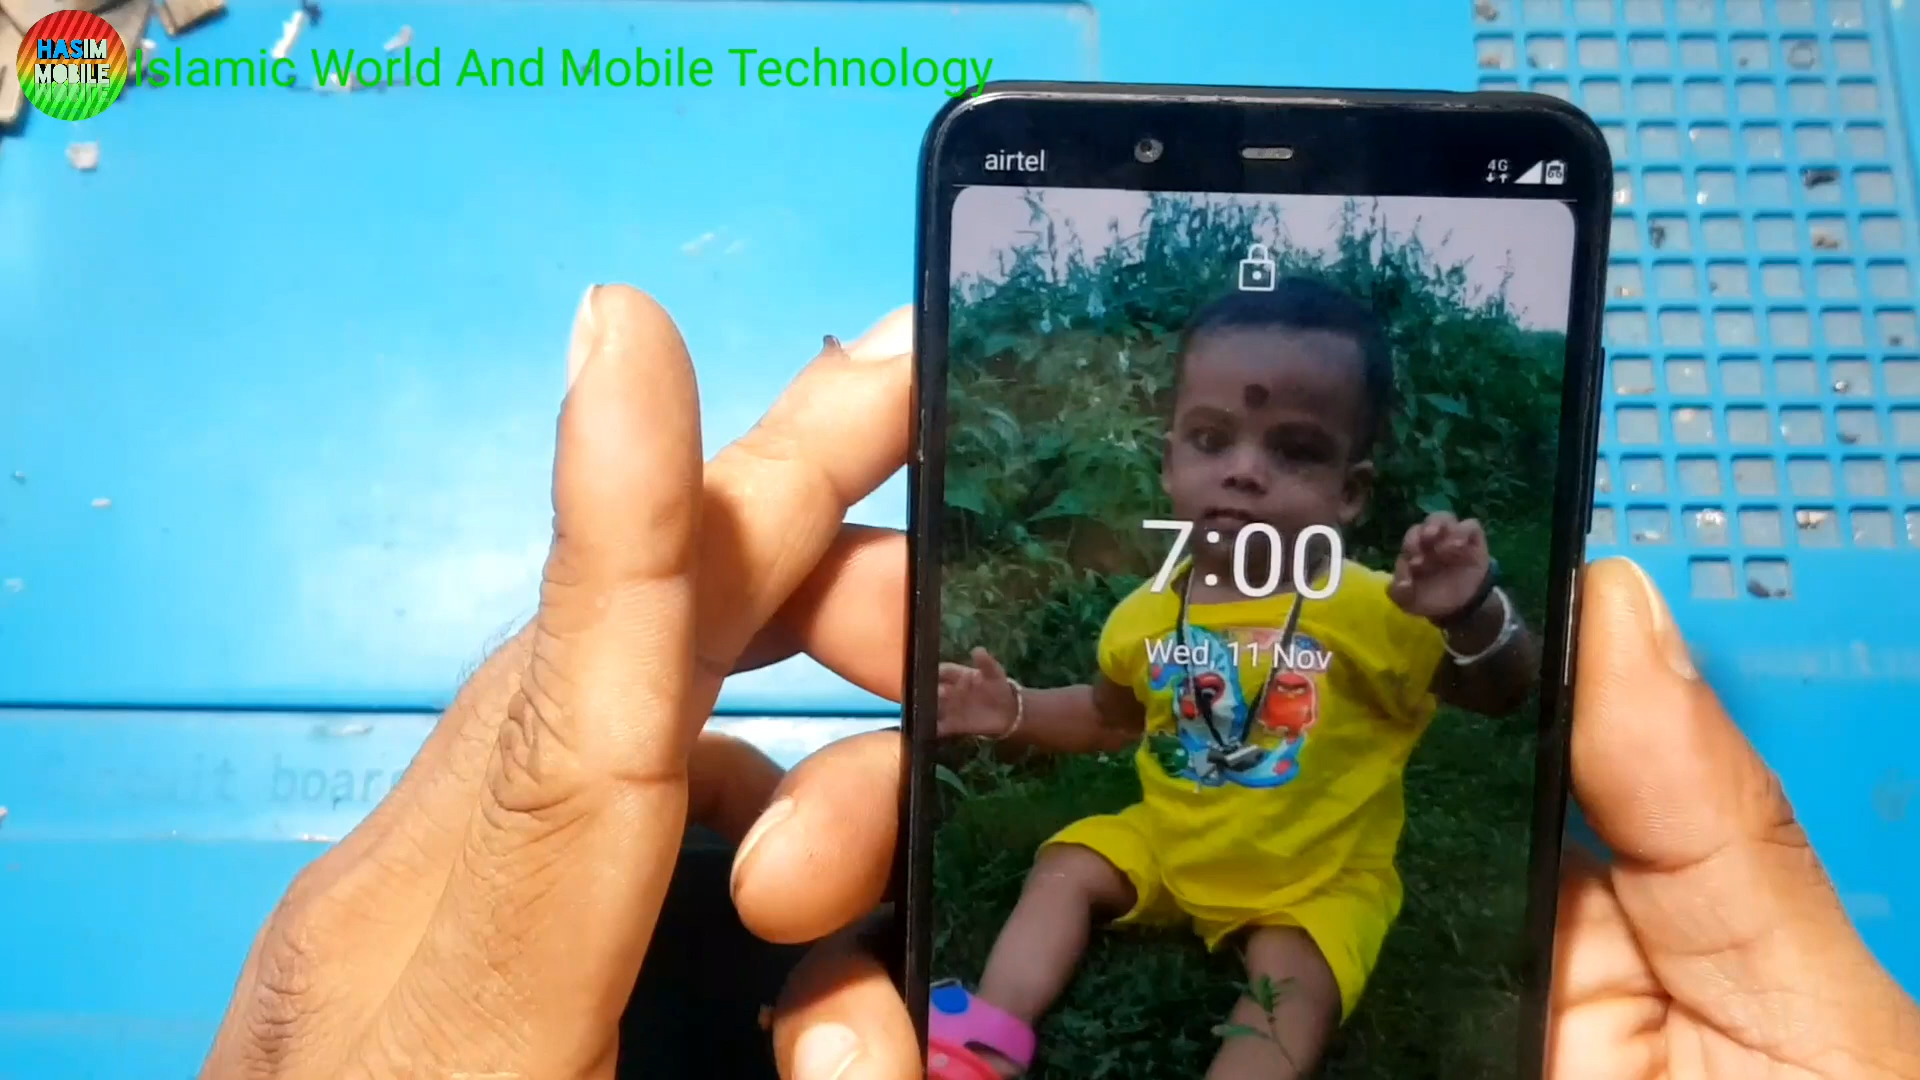 HASIM
MOBILE
Islamic World And Mobile Technology
airtel
4G
7:00
Wed, 11 Nov